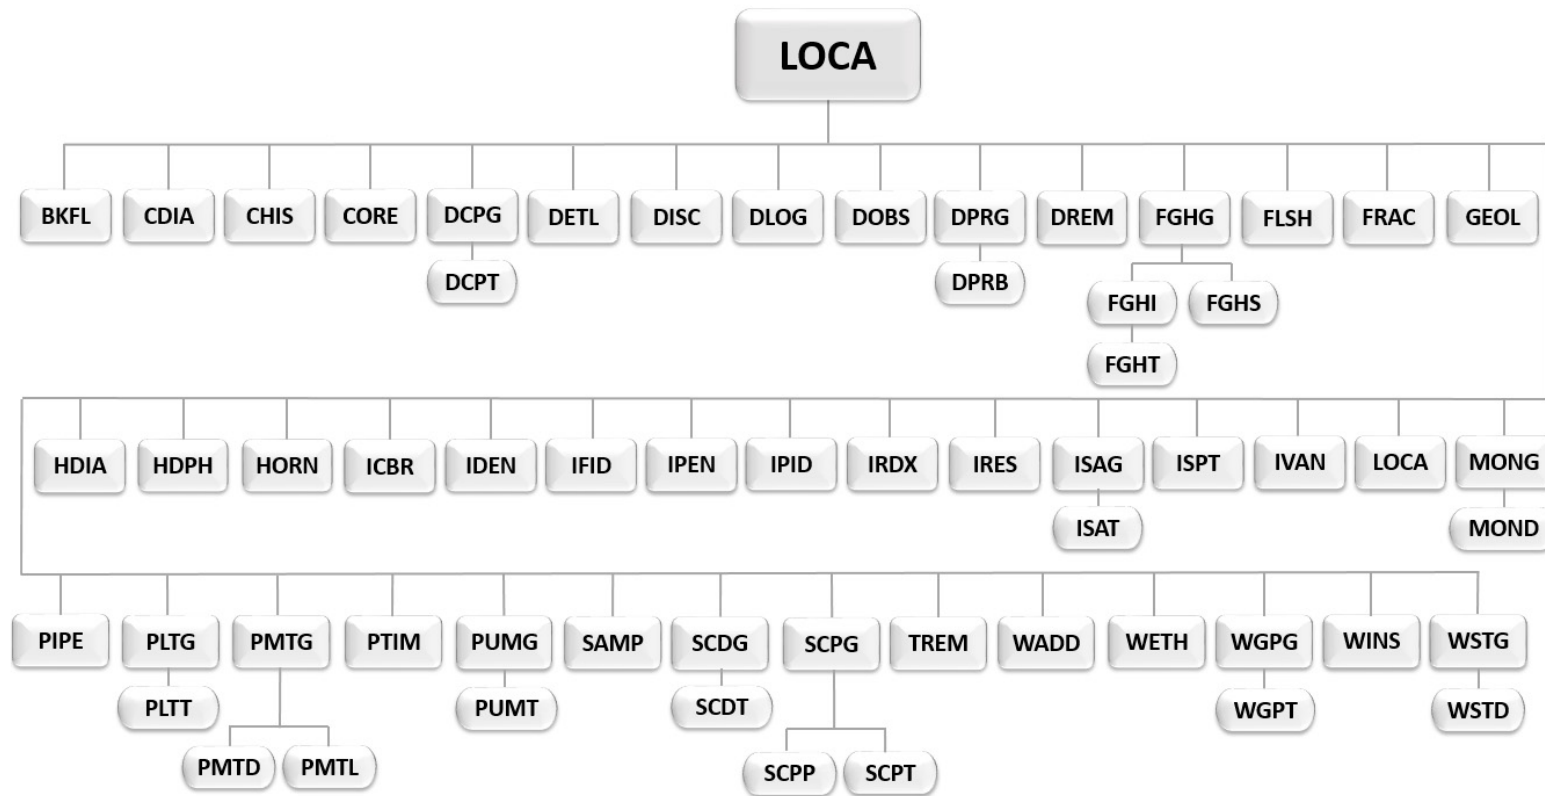 LOCA
BKFL CDIA CHIS CORE DCPG DETL DISC DLOG DOBS DPRG DREM FGHG FLSH FRAC GEOL
DCPT DPRB
FGHI FGHS
FGHT
HDIA HDPH HORN ICBR IDEN IFID IPEN IPID IRDX IRES ISAG ISPT IVAN LOCA MONG
ISAT MOND
PIPE PLTG PMTG PTIM PUMG SAMP SCDG SCPG TREM WADD WETH WGPG WINS WSTG
PLTT PUMT SCDT WGPT WSTD
PMTD PMTL SCPP SCPT